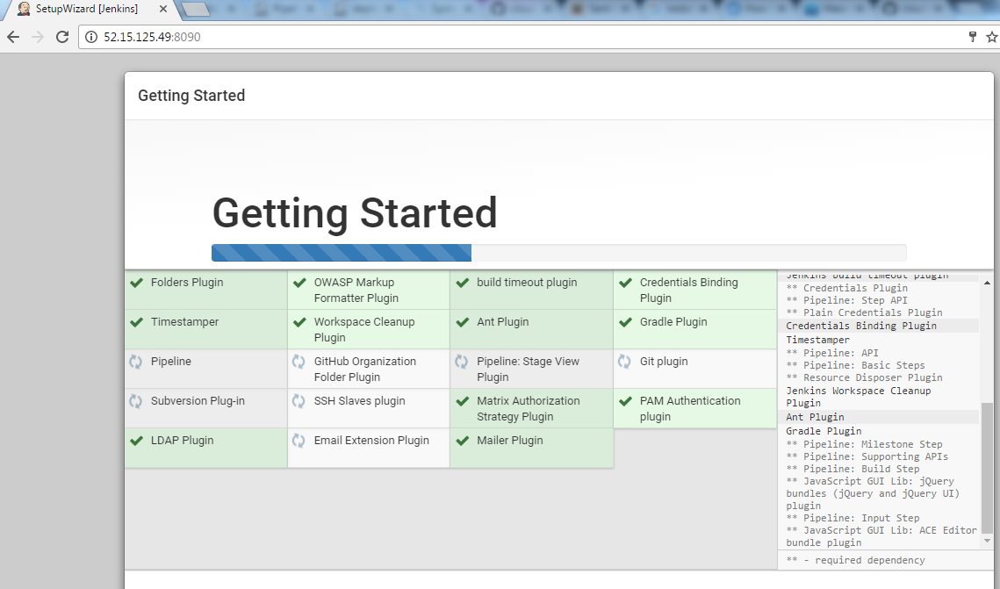 SetupWizard [Jenkins]
52.15.125.49:8090
Getting Started
Getting Started
Folders Plugin
OWASP Markup
Formatter Plugin
build timeout plugin
Credentials Binding
Plugin
Timestamper
Workspace Cleanup
Plugin
Ant Plugin
Gradle Plugin
Pipeline
GitHub Organization
Folder Plugin
Pipeline: Stage View
Plugin
Git plugin
Subversion Plug-in
SSH Slaves plugin
Matrix Authorization
Strategy Plugin
PAM Authentication
plugin
LDAP Plugin
Email Extension Plugin
Mailer Plugin
Jenkins build timeout plugin
** Credentials Plugin
** Pipeline: Step API
** Plain Credentials Plugin
Credentials Binding Plugin
Timestamper
** Pipeline: API
** Pipeline: Basic Steps
** Resource Disposer Plugin
Jenkins Workspace Cleanup
Plugin
Ant Plugin
Gradle Plugin
** Pipeline: Milestone Step
** Pipeline: Supporting APIs
** Pipeline: Build Step
** JavaScript GUI Lib: jQuery
bundles (jQuery and jQuery UI)
plugin
** Pipeline: Input Step
** JavaScript GUI Lib: ACE Editor
bundle plugin
** - required dependency